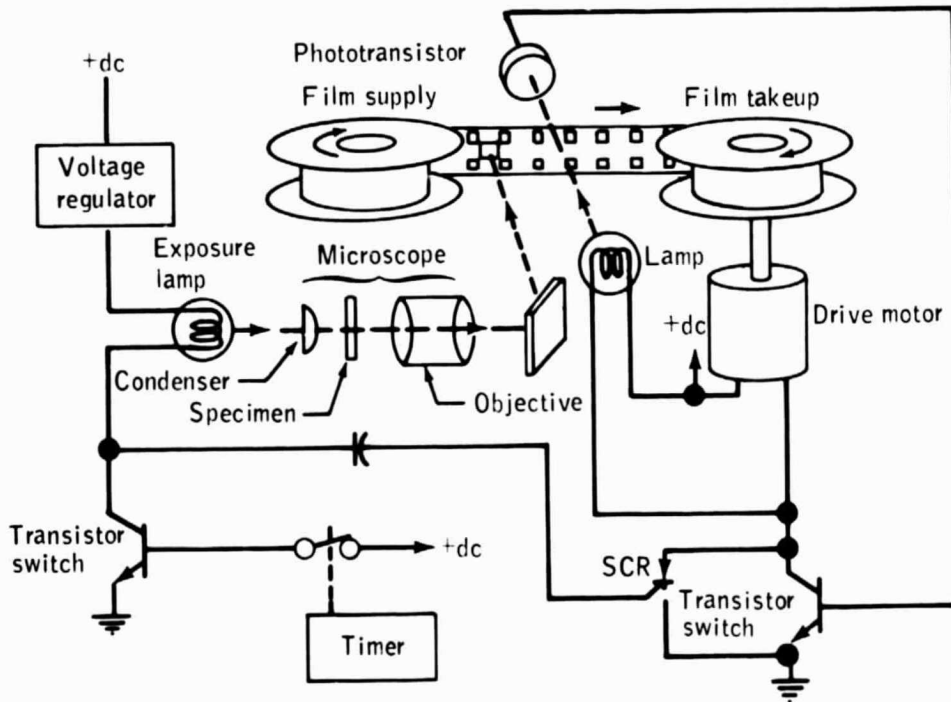 Phototransistor
+dc
Film supply
Film takeup
Voltage
regulator
Exposure
lamp
Microscope
Lamp
+dc
Drive motor
Condenser
Specimen
Objective
Transistor
switch
+dc
SCR
Transistor
switch
Timer